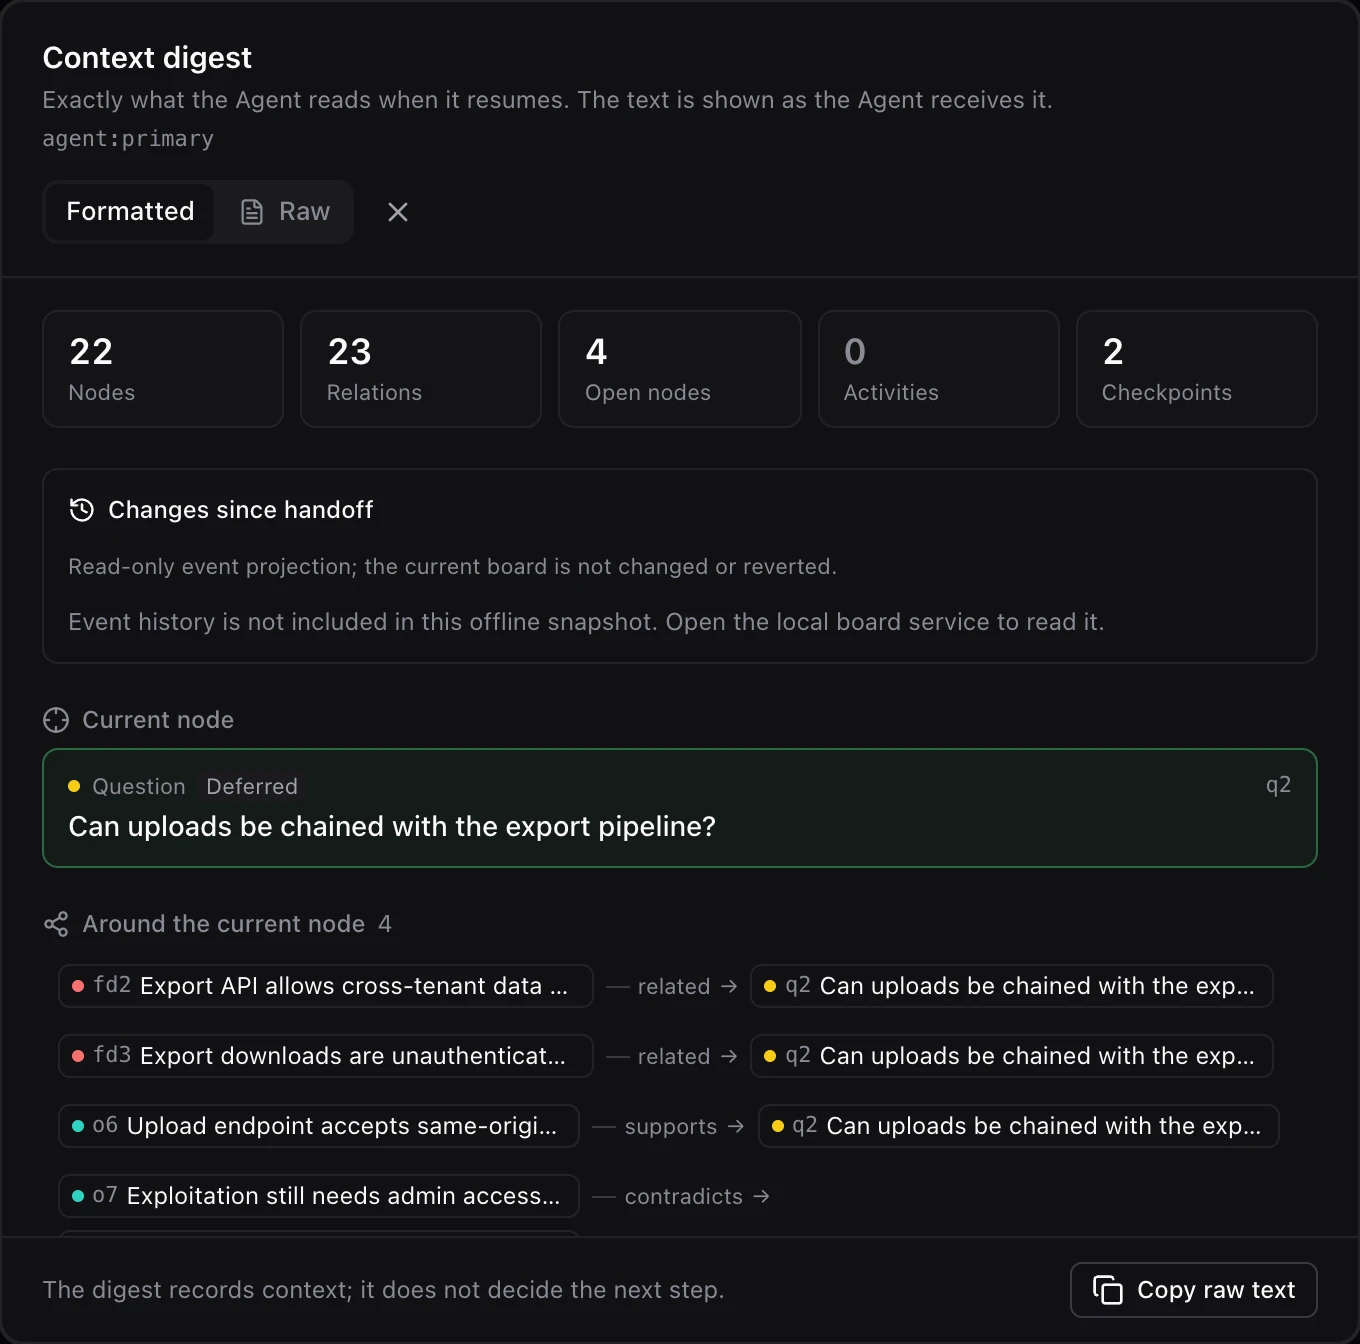 Context digest
Exactly what the Agent reads when it resumes. The text is shown as the Agent receives it.
agent:primary
Formatted Raw
22 23 4 0 2
Nodes Relations Open nodes Activities Checkpoints
Changes since handoff
Read-only event projection; the current board is not changed or reverted.
Event history is not included in this offline snapshot. Open the local board service to read it.
Current node
Question Deferred q2
Can uploads be chained with the export pipeline?
Around the current node 4
fd2 Export API allows cross-tenant data ... — related → q2 Can uploads be chained with the exp...
fd3 Export downloads are unauthenticat... — related → q2 Can uploads be chained with the exp...
o6 Upload endpoint accepts same-origi... — supports → q2 Can uploads be chained with the exp...
o7 Exploitation still needs admin access... — contradicts →
The digest records context; it does not decide the next step. Copy raw text